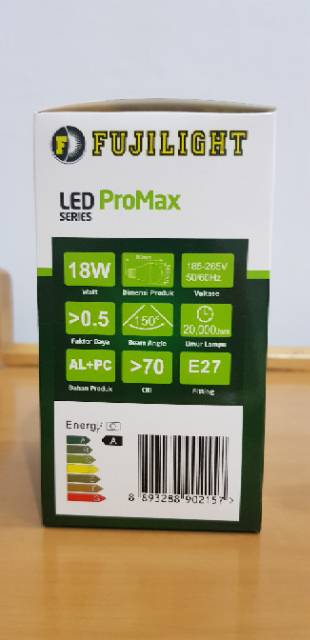 F FUJILIGHT
LED ProMax
SERIES
18W
Watt
Dimensi Produk
185-265V
50/60Hz
Voltase
>0.5
Faktor Daya
150°
Beam Angle
20,000Jam
Umur Lampu
AL+PC
Bahan Produk
>70
CRI
E27
Fitting
Energy
A
A
8 893288 902157 >